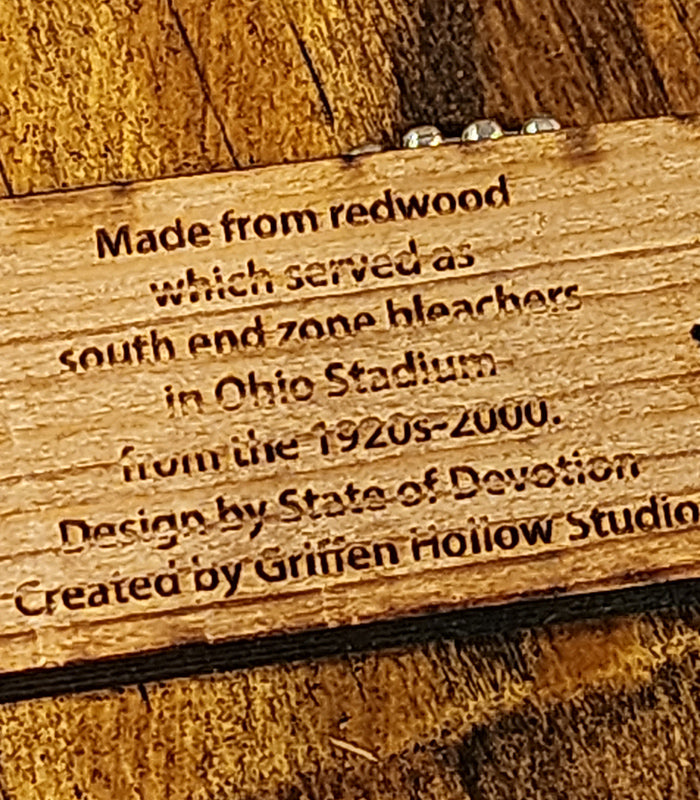 Made from redwood
which served as
south end zone bleachers
in Ohio Stadium
from the 1920s-2000.
Design by State of Devotion
Created by Griffen Hollow Studio